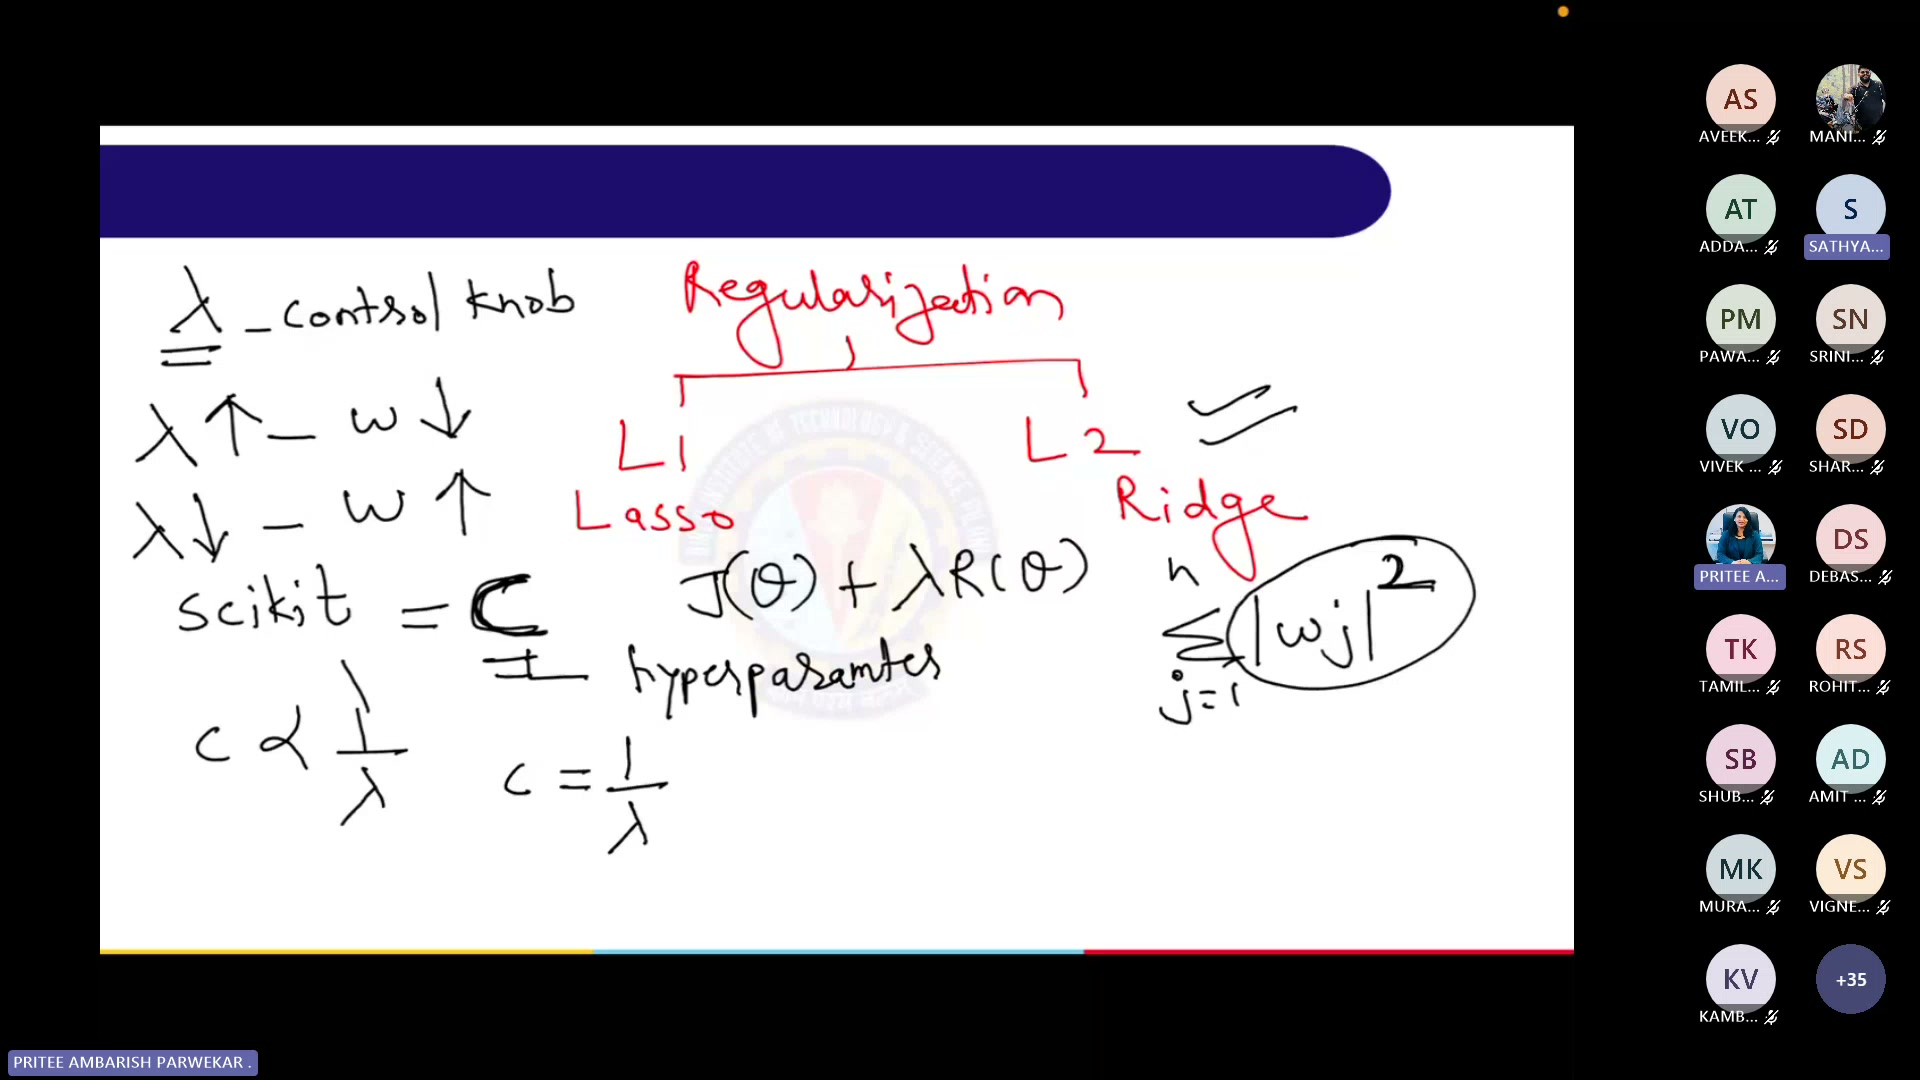 λ - control knob
Regularization
λ↑ - w↓
L1
L2
λ↓ - w↑
Lasso
Ridge
J(θ) + λR(θ)
n
Σ |wj|²
j=1
scikit = C
hyperparamters
c ∝ 1/λ
c = 1/λ
AS
AVEEK...
MANI...
AT
ADDA...
S
SATHYA...
PM
PAWA...
SN
SRINI...
VO
VIVEK ...
SD
SHAR...
PRITEE A...
DS
DEBAS...
TK
TAMIL...
RS
ROHIT...
SB
SHUB...
AD
AMIT ...
MK
MURA...
VS
VIGNE...
KV
KAMB...
+35
PRITEE AMBARISH PARWEKAR .